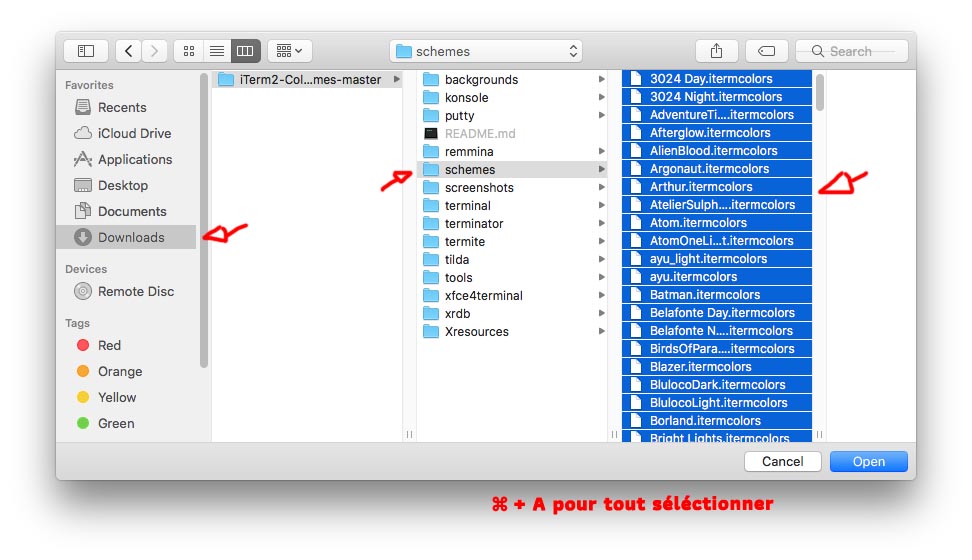 schemes
Search
Favorites
Recents
iCloud Drive
Applications
Desktop
Documents
Downloads
Devices
Remote Disc
Tags
Red
Orange
Yellow
Green
iTerm2-Col...mes-master
backgrounds
konsole
putty
README.md
remmina
schemes
screenshots
terminal
terminator
termite
tilda
tools
xfce4terminal
xrdb
Xresources
3024 Day.itermcolors
3024 Night.itermcolors
AdventureTi....itermcolors
Afterglow.itermcolors
AlienBlood.itermcolors
Argonaut.itermcolors
Arthur.itermcolors
AtelierSulph....itermcolors
Atom.itermcolors
AtomOneLi...t.itermcolors
ayu_light.itermcolors
ayu.itermcolors
Batman.itermcolors
Belafonte Day.itermcolors
Belafonte N....itermcolors
BirdsOfPara....itermcolors
Blazer.itermcolors
BlulocoDark.itermcolors
BlulocoLight.itermcolors
Borland.itermcolors
Bright Lights.itermcolors
Cancel
Open
⌘ + A pour tout séléctionner